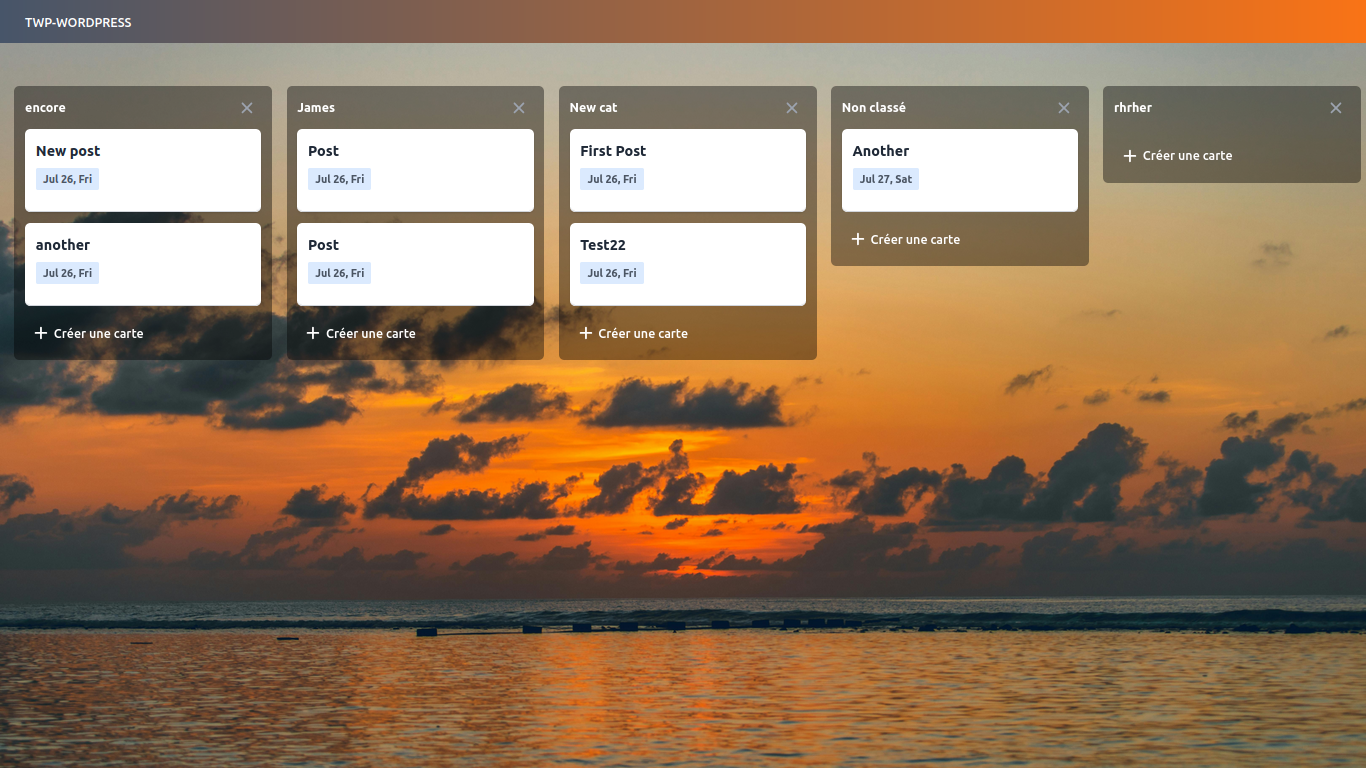 TWP-WORDPRESS
encore
New post
Jul 26, Fri
another
Jul 26, Fri
Créer une carte
James
Post
Jul 26, Fri
Post
Jul 26, Fri
Créer une carte
New cat
First Post
Jul 26, Fri
Test22
Jul 26, Fri
Créer une carte
Non classé
Another
Jul 27, Sat
Créer une carte
rhrher
Créer une carte